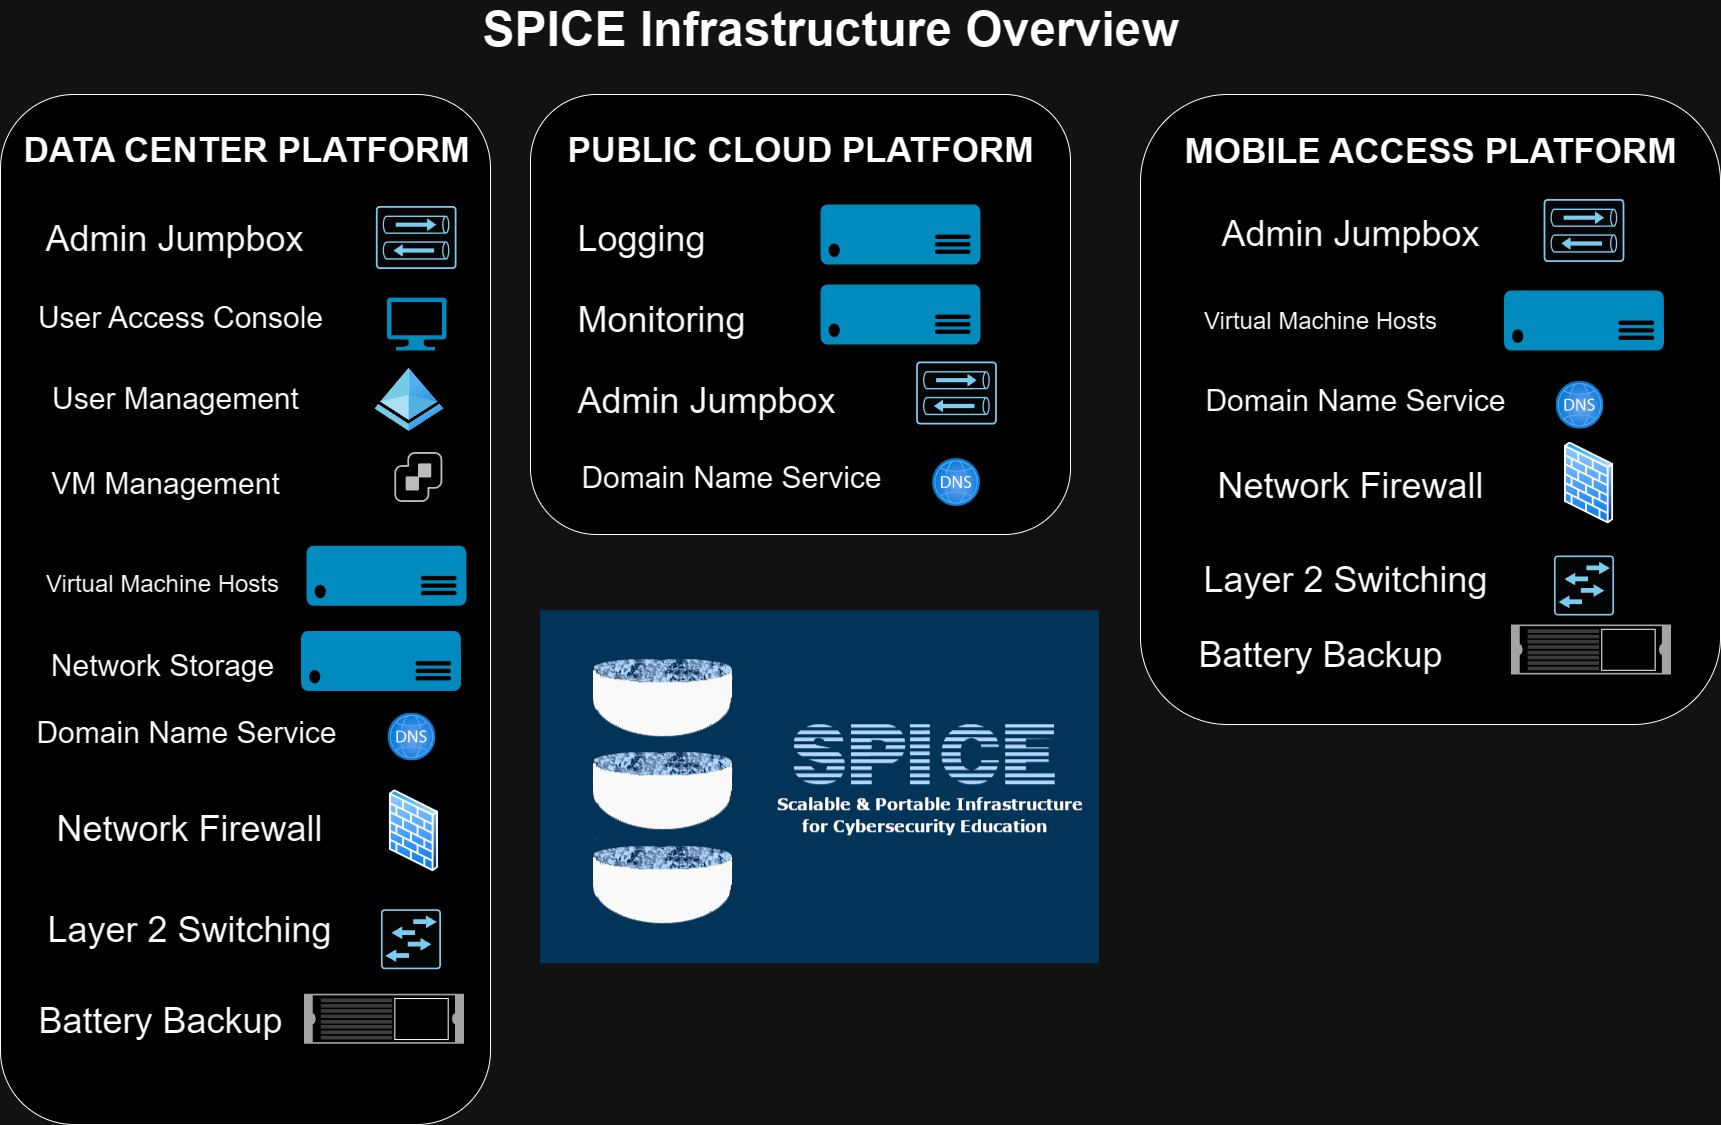 SPICE Infrastructure Overview
DATA CENTER PLATFORM
Admin Jumpbox
User Access Console
User Management
VM Management
Virtual Machine Hosts
Network Storage
Domain Name Service
DNS
Network Firewall
Layer 2 Switching
Battery Backup
PUBLIC CLOUD PLATFORM
Logging
Monitoring
Admin Jumpbox
Domain Name Service
DNS
SPICE
Scalable & Portable Infrastructure
for Cybersecurity Education
MOBILE ACCESS PLATFORM
Admin Jumpbox
Virtual Machine Hosts
Domain Name Service
DNS
Network Firewall
Layer 2 Switching
Battery Backup